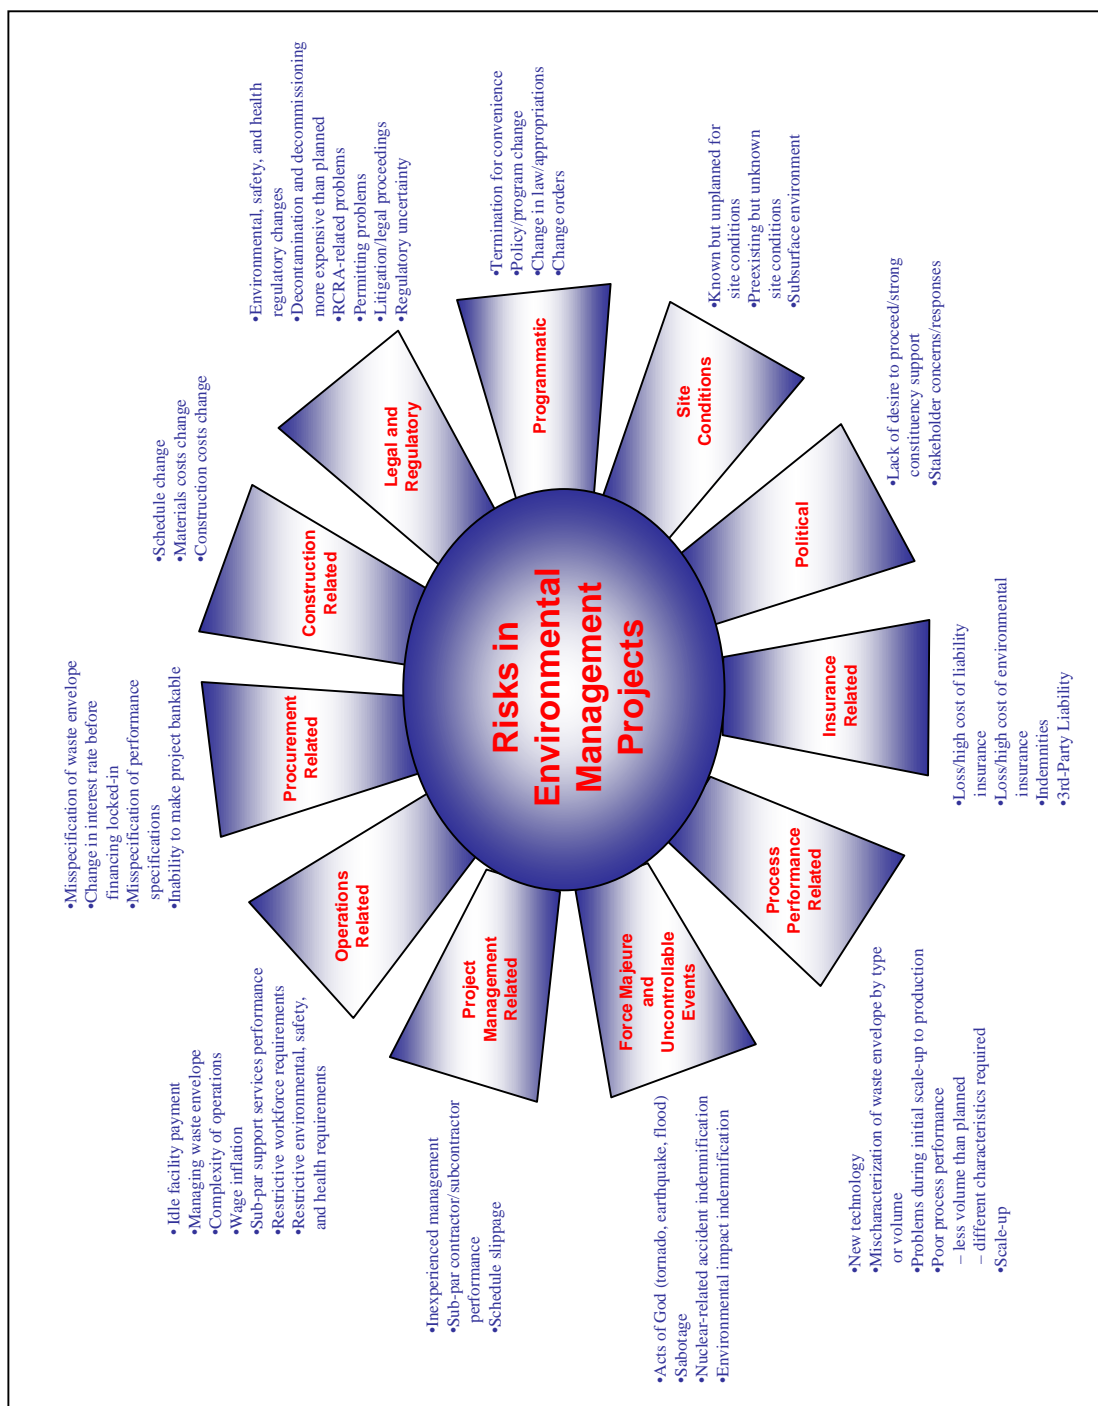 Risks in
Environmental
Management
Projects
Procurement
Related
•Misspecification of waste envelope
•Change in interest rate before
financing locked-in
•Misspecification of performance
specifications
•Inability to make project bankable
Construction
Related
•Schedule change
•Materials costs change
•Construction costs change
Legal and
Regulatory
•Environmental, safety, and health
regulatory changes
•Decontamination and decommissioning
more expensive than planned
•RCRA-related problems
•Permitting problems
•Litigation/legal proceedings
•Regulatory uncertainty
Programmatic
•Termination for convenience
•Policy/program change
•Change in law/appropriations
•Change orders
Site
Conditions
•Known but unplanned for
site conditions
•Preexisting but unknown
site conditions
•Subsurface environment
Political
•Lack of desire to proceed/strong
constituency support
•Stakeholder concerns/responses
Insurance
Related
•Loss/high cost of liability
insurance
•Loss/high cost of environmental
insurance
•Indemnities
•3rd-Party Liability
Process
Performance
Related
•New technology
•Mischaracterization of waste envelope by type
or volume
•Problems during initial scale-up to production
•Poor process performance
– less volume than planned
– different characteristics required
•Scale-up
Force Majeure
and
Uncontrollable
Events
•Acts of God (tornado, earthquake, flood)
•Sabotage
•Nuclear-related accident indemnification
•Environmental impact indemnification
Project
Management
Related
•Inexperienced management
•Sub-par contractor/subcontractor
performance
•Schedule slippage
Operations
Related
• Idle facility payment
•Managing waste envelope
•Complexity of operations
•Wage inflation
•Sub-par support services performance
•Restrictive workforce requirements
•Restrictive environmental, safety,
and health requirements